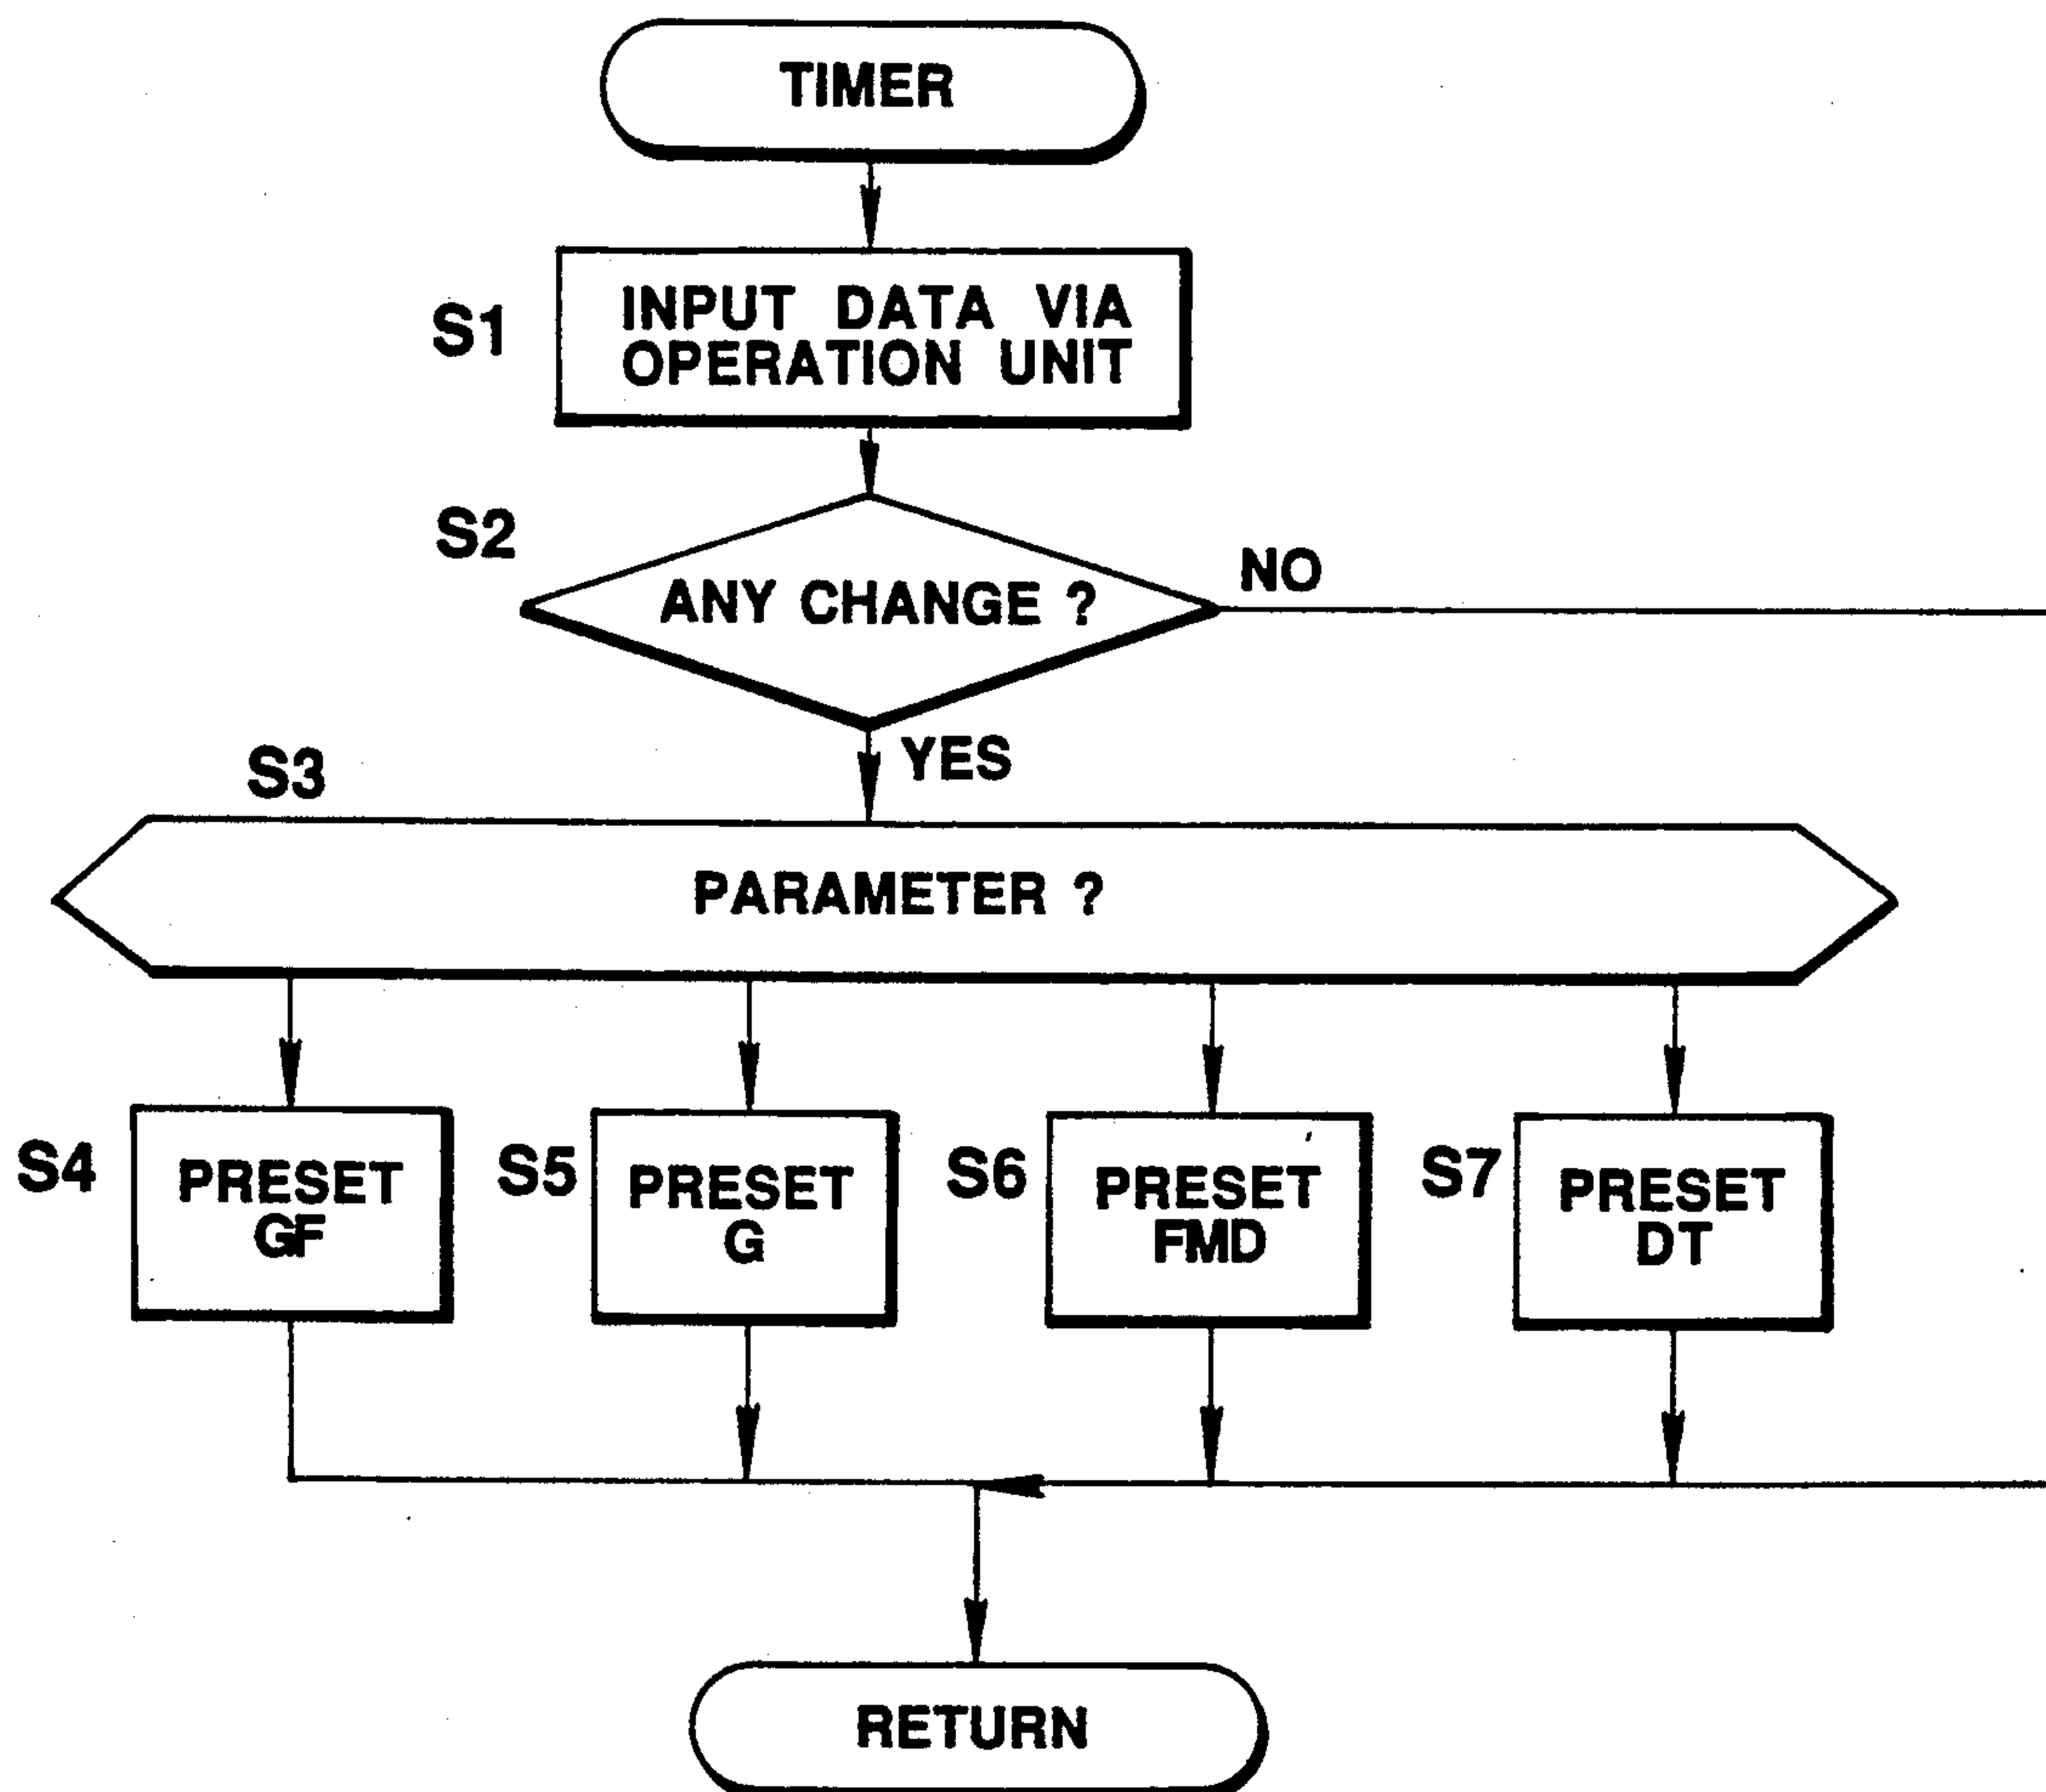 TIMER
S1
INPUT DATA VIA
OPERATION UNIT
S2
ANY CHANGE ?
NO
YES
S3
PARAMETER ?
S4
PRESET
GF
S5
PRESET
G
S6
PRESET
FMD
S7
PRESET
DT
RETURN